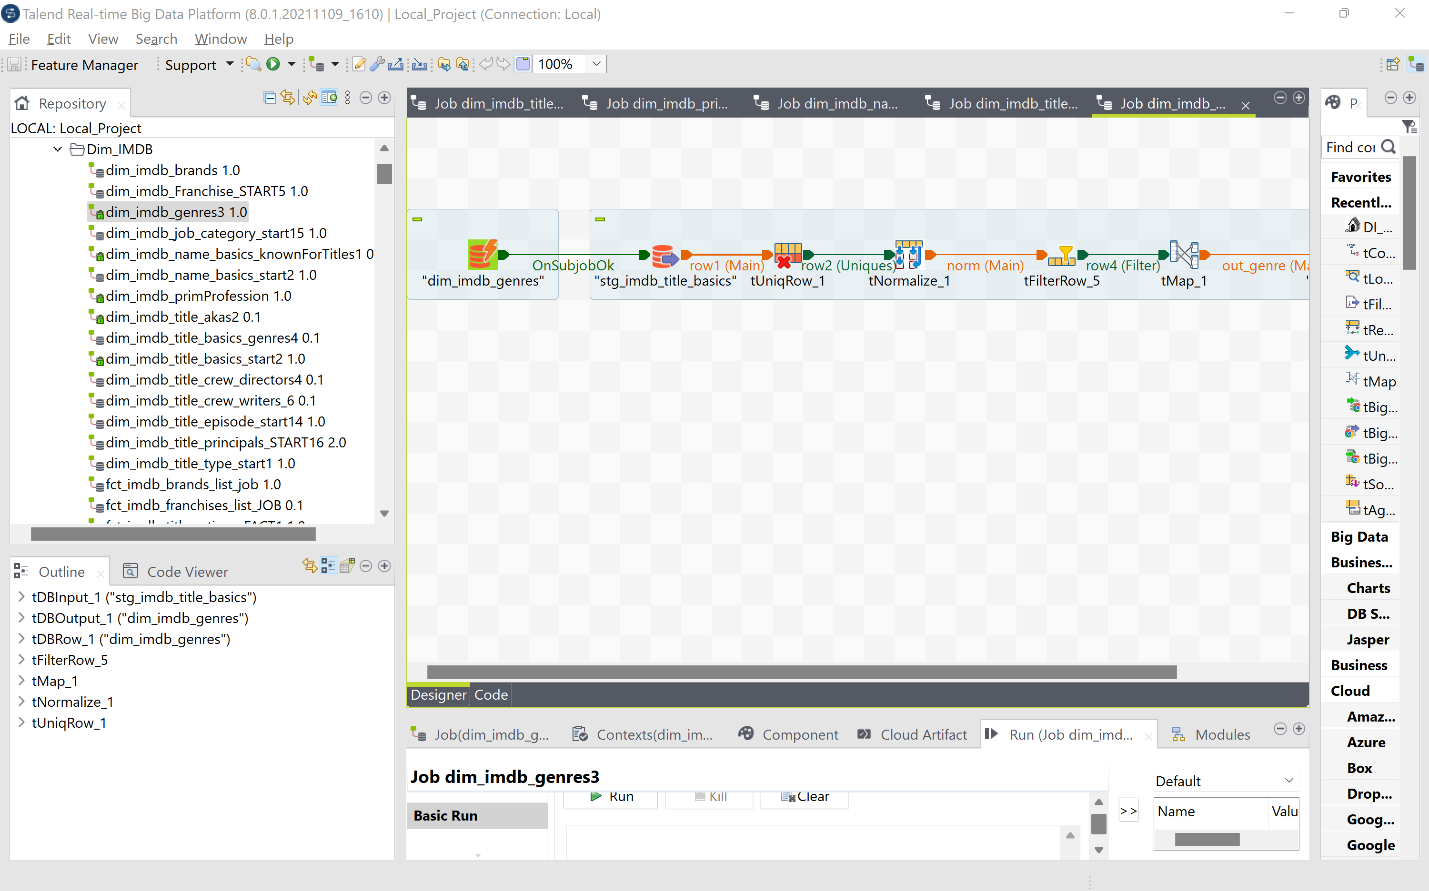 Talend Real-time Big Data Platform (8.0.1.20211109_1610) | Local_Project (Connection: Local)
File Edit View Search Window Help
Feature Manager Support 100%
Repository
LOCAL: Local_Project
Dim_IMDB
dim_imdb_brands 1.0
dim_imdb_Franchise_START5 1.0
dim_imdb_genres3 1.0
dim_imdb_job_category_start15 1.0
dim_imdb_name_basics_knownForTitles1 0
dim_imdb_name_basics_start2 1.0
dim_imdb_primProfession 1.0
dim_imdb_title_akas2 0.1
dim_imdb_title_basics_genres4 0.1
dim_imdb_title_basics_start2 1.0
dim_imdb_title_crew_directors4 0.1
dim_imdb_title_crew_writers_6 0.1
dim_imdb_title_episode_start14 1.0
dim_imdb_title_principals_START16 2.0
dim_imdb_title_type_start1 1.0
fct_imdb_brands_list_job 1.0
fct_imdb_franchises_list_JOB 0.1
Outline Code Viewer
tDBInput_1 ("stg_imdb_title_basics")
tDBOutput_1 ("dim_imdb_genres")
tDBRow_1 ("dim_imdb_genres")
tFilterRow_5
tMap_1
tNormalize_1
tUniqRow_1
Job dim_imdb_title... Job dim_imdb_pri... Job dim_imdb_na... Job dim_imdb_title... Job dim_imdb_...
OnSubjobOk row1 (Main) row2 (Uniques) norm (Main) row4 (Filter) out_genre (Ma
"dim_imdb_genres" "stg_imdb_title_basics" tUniqRow_1 tNormalize_1 tFilterRow_5 tMap_1
Designer Code
Job(dim_imdb_g... Contexts(dim_im... Component Cloud Artifact Run (Job dim_imd... Modules
Job dim_imdb_genres3
Basic Run
Run Kill Clear
>>
Default
Name Valu
P
Find coi
Favorites
Recentl...
DI_...
tCo...
tLo...
tFil...
tRe...
tUn...
tMap
tBig...
tBig...
tBig...
tSo...
tAg...
Big Data
Busines...
Charts
DB S...
Jasper
Business
Cloud
Amaz...
Azure
Box
Drop...
Goog...
Google